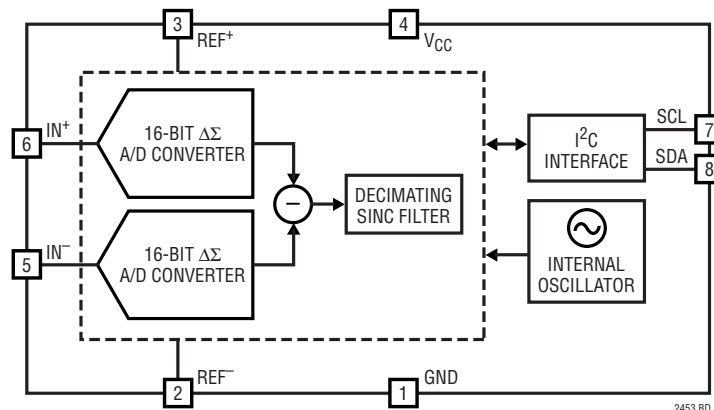 3
REF⁺
4
VCC
6
IN⁺
16-BIT ΔΣ
A/D CONVERTER
5
IN⁻
16-BIT ΔΣ
A/D CONVERTER
−
DECIMATING
SINC FILTER
I²C
INTERFACE
SCL
7
SDA
8
INTERNAL
OSCILLATOR
2
REF⁻
1
GND
2453 BD